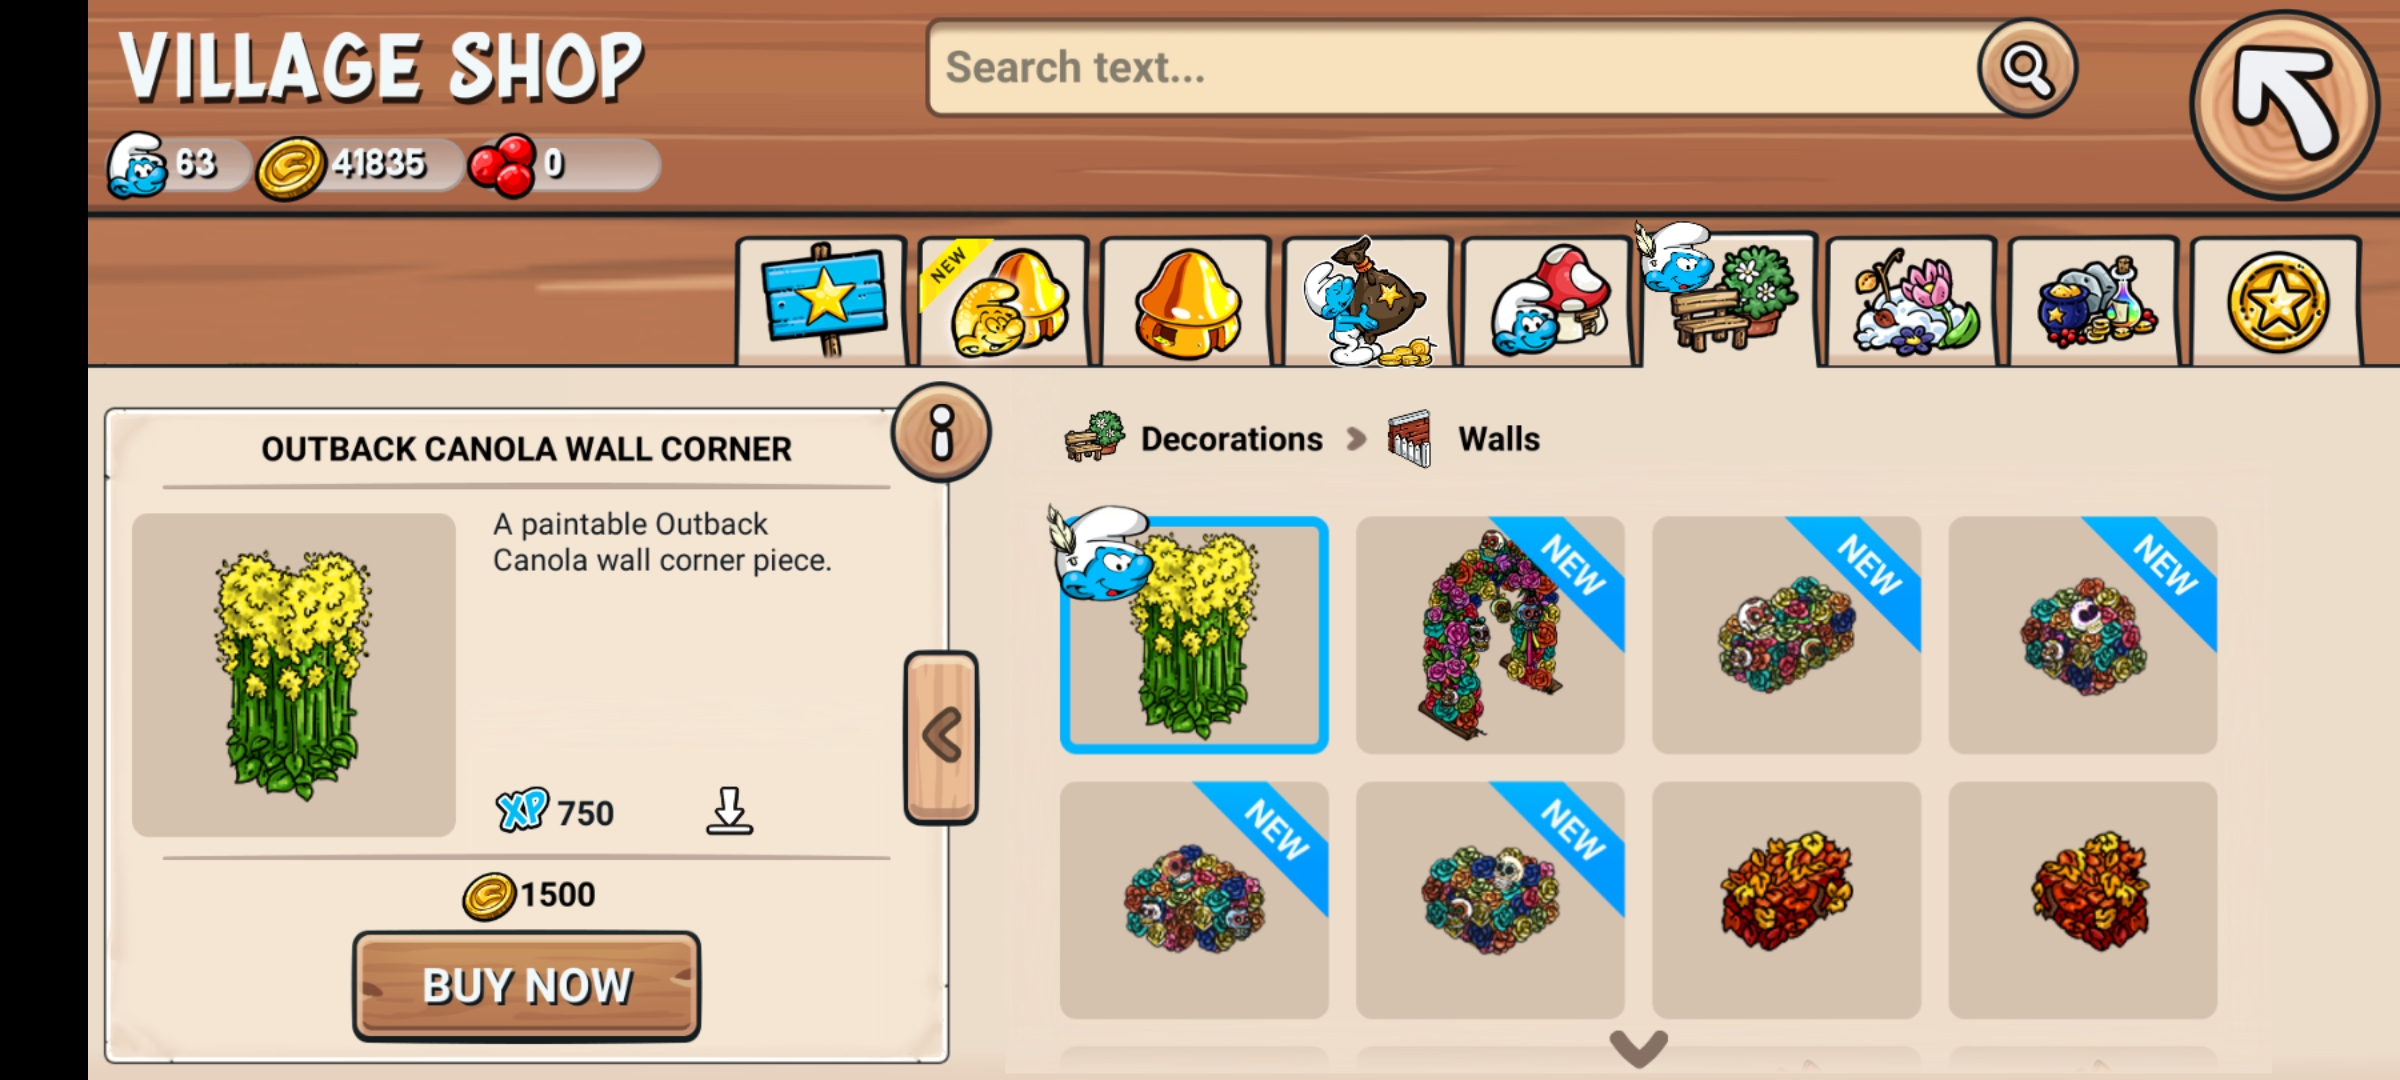 VILLAGE SHOP
Search text...
63
41835
0
NEW
OUTBACK CANOLA WALL CORNER
A paintable Outback
Canola wall corner piece.
XP 750
1500
BUY NOW
Decorations > Walls
NEW
NEW
NEW
NEW
NEW